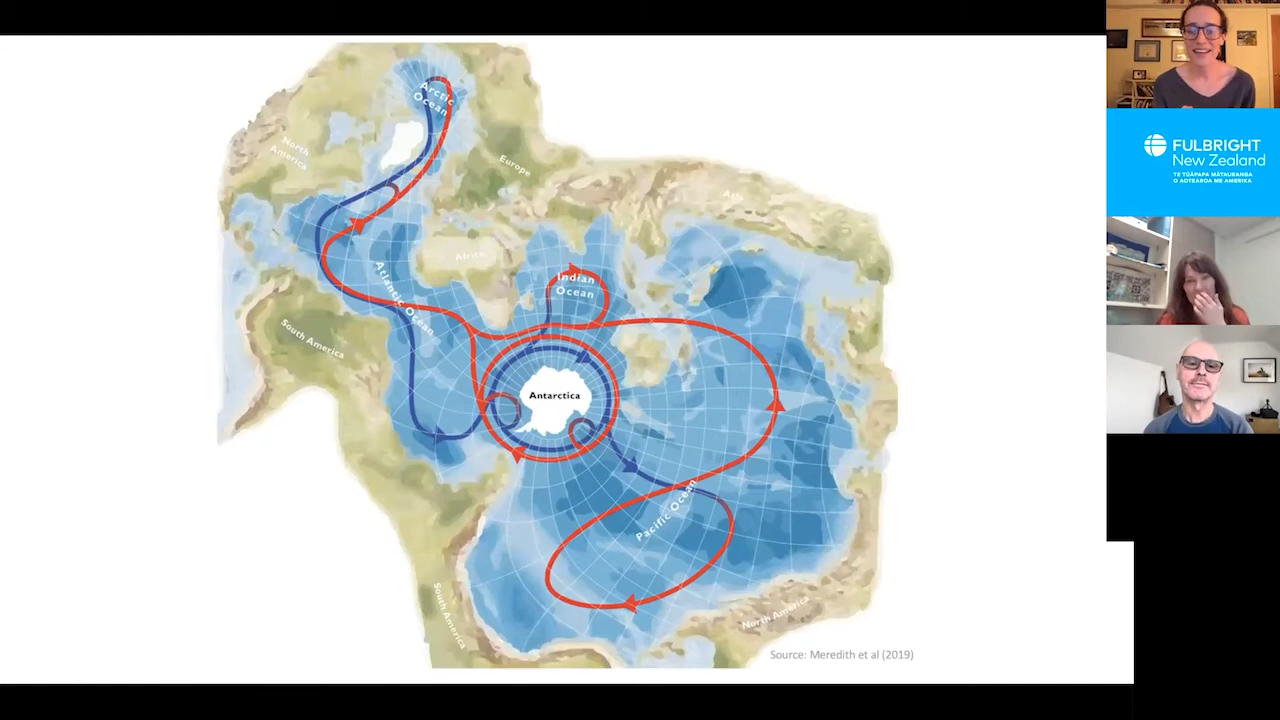 Arctic
Ocean
North
America
Europe
Asia
Africa
Atlantic Ocean
Indian
Ocean
South America
Antarctica
Pacific Ocean
South America
North America
Source: Meredith et al (2019)
FULBRIGHT
New Zealand
TE TŪĀPAPA MĀTAURANGA
O AOTEAROA ME AMERIKA